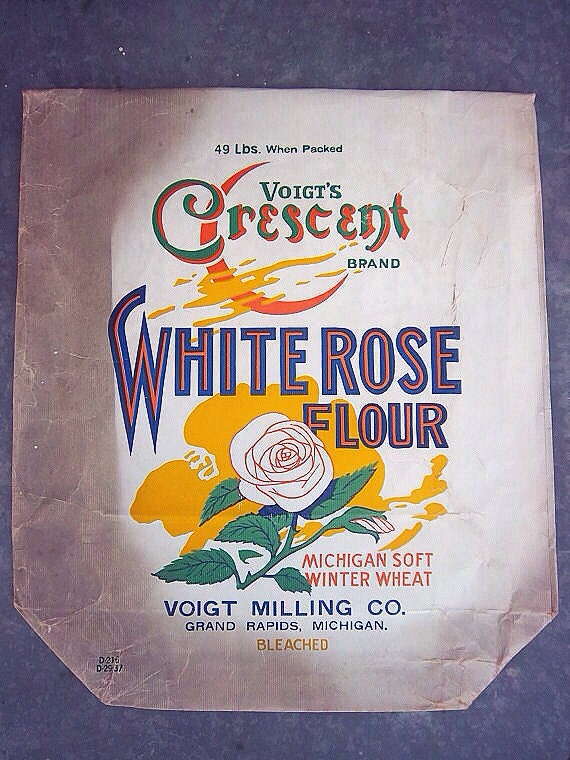 49 Lbs. When Packed
VOIGT'S
Crescent
BRAND
WHITE ROSE
FLOUR
MICHIGAN SOFT
WINTER WHEAT
VOIGT MILLING CO.
GRAND RAPIDS, MICHIGAN.
BLEACHED
D-216